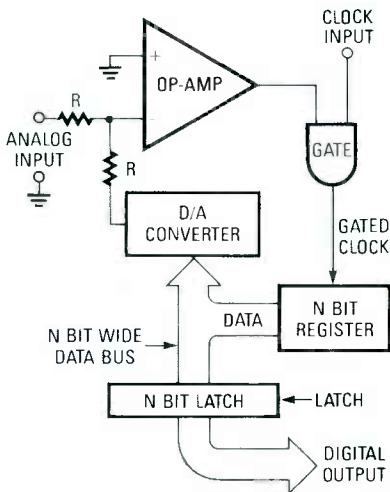 CLOCK
INPUT
+
OP-AMP
−
R
ANALOG
INPUT
R
GATE
D/A
CONVERTER
GATED
CLOCK
DATA
N BIT
REGISTER
N BIT WIDE
DATA BUS
N BIT LATCH
LATCH
DIGITAL
OUTPUT